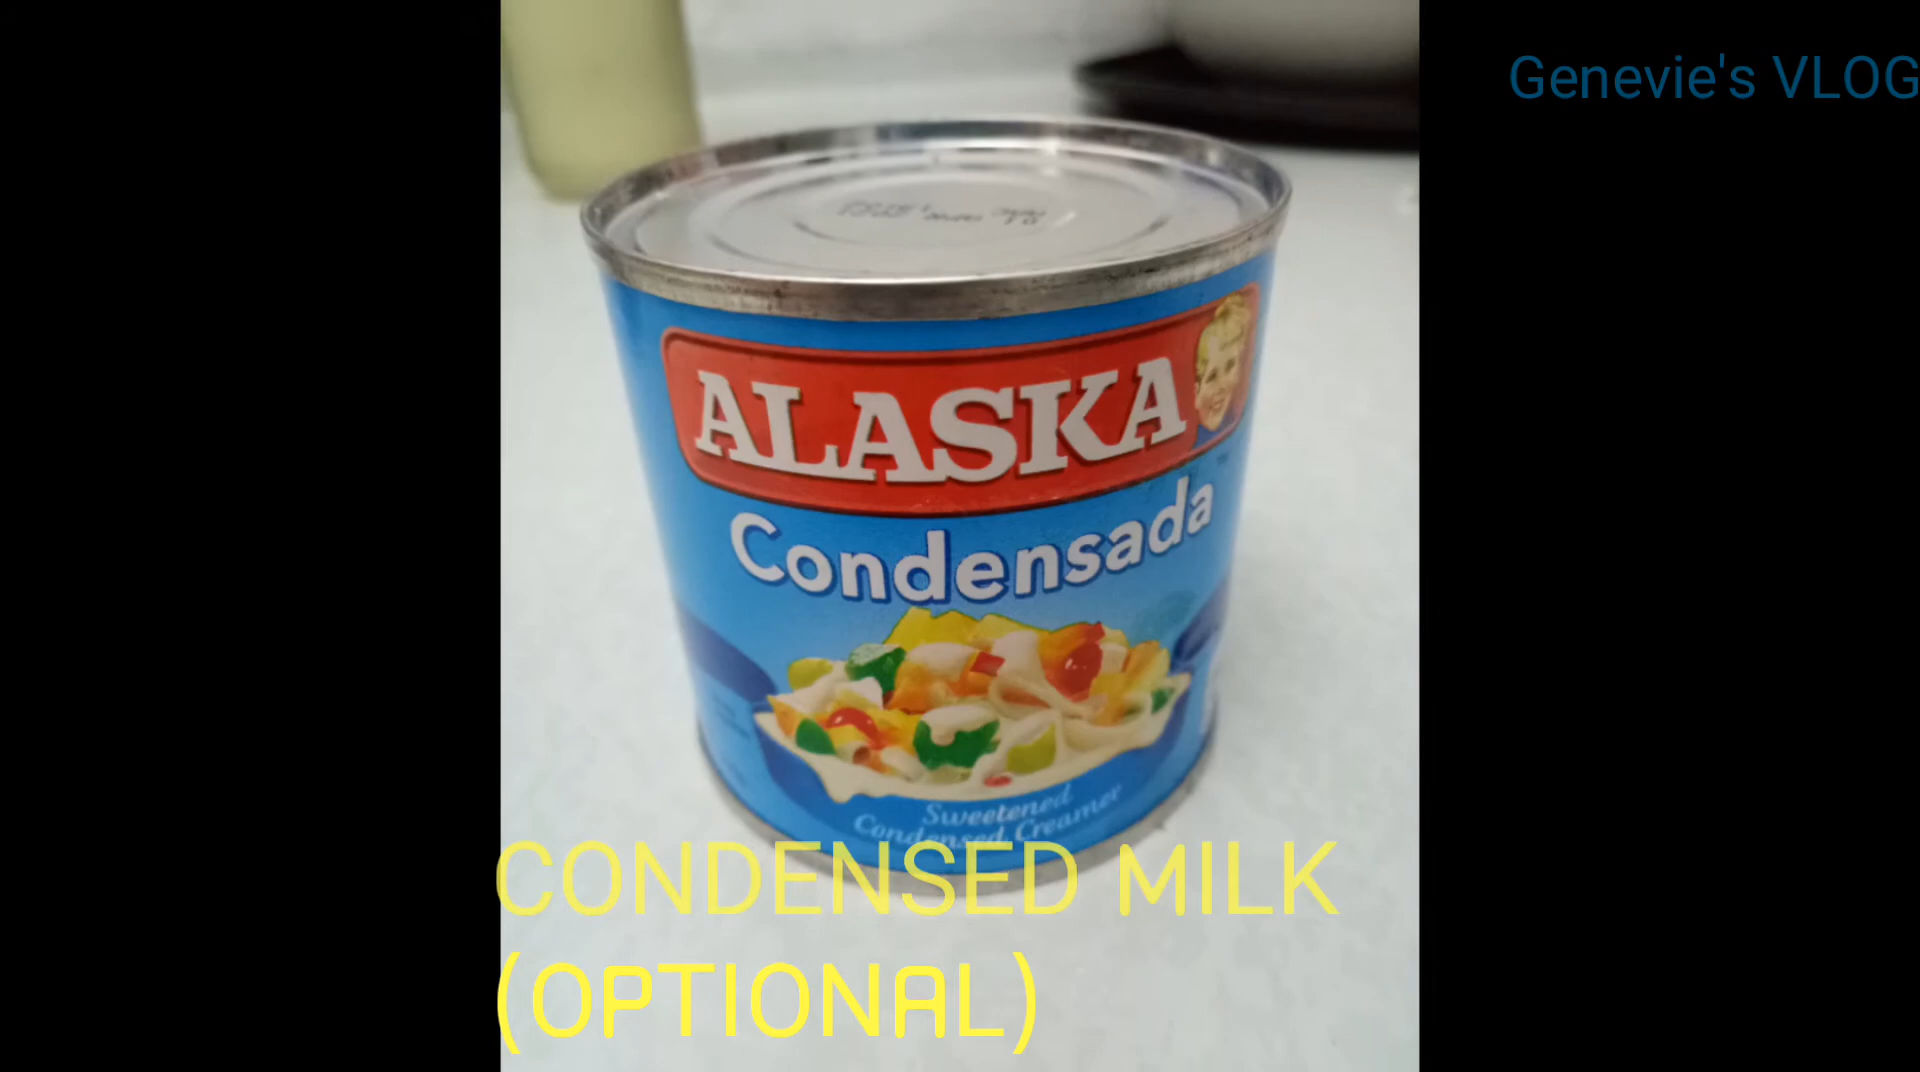 Genevie's VLOG
ALASKA
Condensada
Sweetened
Condensed Creamer
CONDENSED MILK
(OPTIONAL)